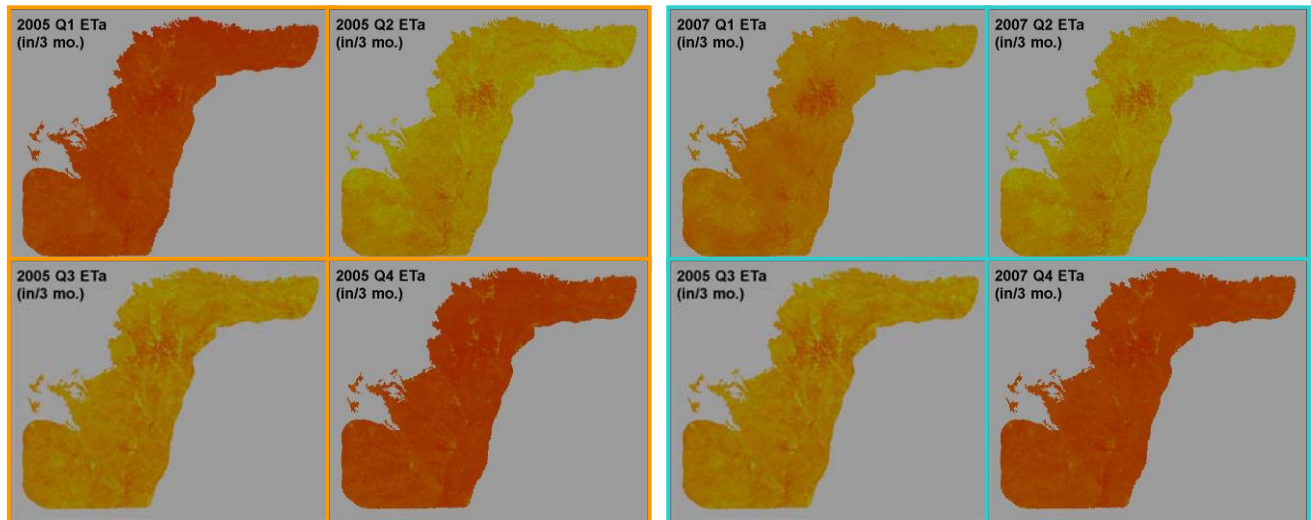 2005 Q1 ETa
(in/3 mo.)
2005 Q2 ETa
(in/3 mo.)
2005 Q3 ETa
(in/3 mo.)
2005 Q4 ETa
(in/3 mo.)
2007 Q1 ETa
(in/3 mo.)
2007 Q2 ETa
(in/3 mo.)
2005 Q3 ETa
(in/3 mo.)
2007 Q4 ETa
(in/3 mo.)